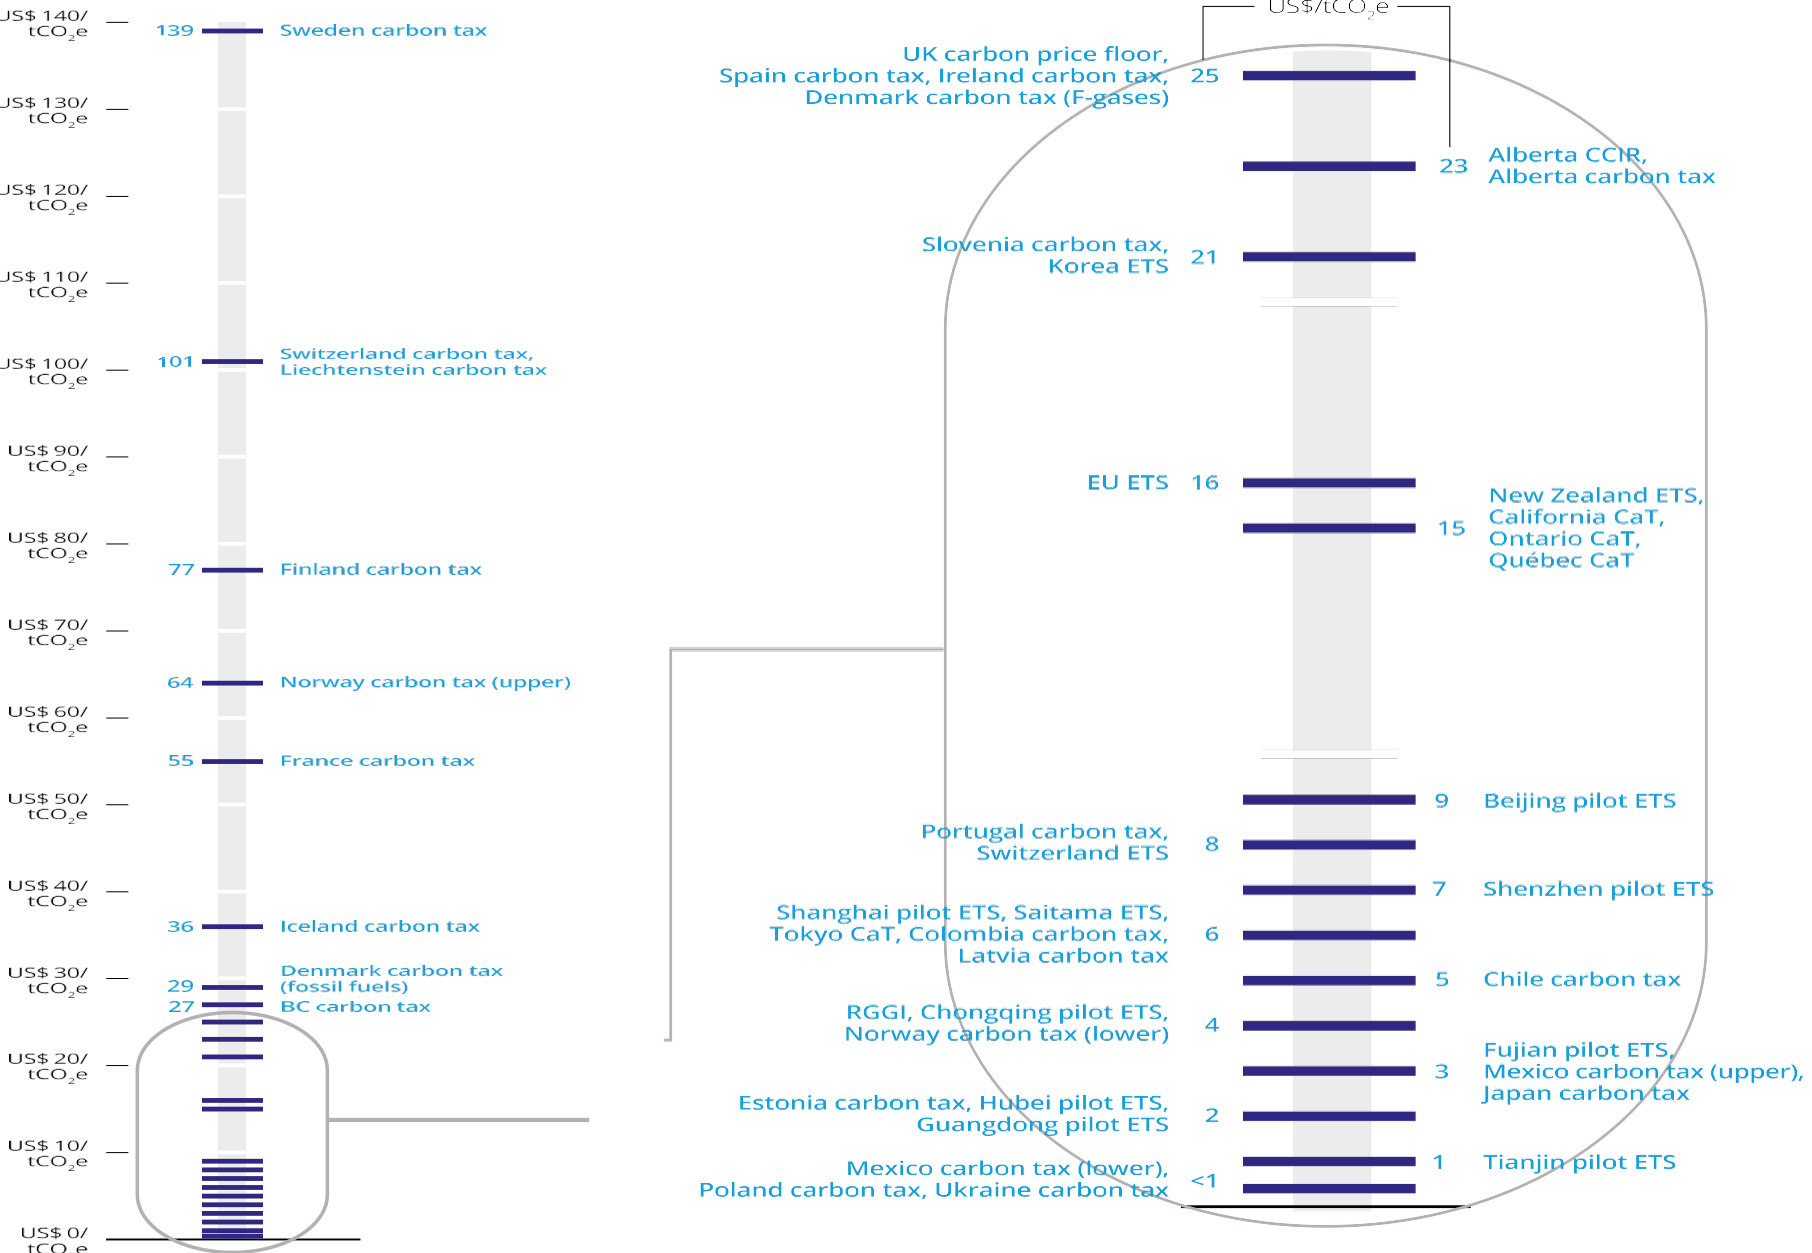 US$ 140/
tCO2e
139 Sweden carbon tax
US$ 130/
tCO2e
US$ 120/
tCO2e
US$ 110/
tCO2e
101 Switzerland carbon tax,
Liechtenstein carbon tax
US$ 100/
tCO2e
US$ 90/
tCO2e
US$ 80/
tCO2e
77 Finland carbon tax
US$ 70/
tCO2e
64 Norway carbon tax (upper)
US$ 60/
tCO2e
55 France carbon tax
US$ 50/
tCO2e
US$ 40/
tCO2e
36 Iceland carbon tax
US$ 30/
tCO2e
29 Denmark carbon tax
(fossil fuels)
27 BC carbon tax
US$ 20/
tCO2e
US$ 10/
tCO2e
US$ 0/
tCO2e
US$/tCO2e
UK carbon price floor,
Spain carbon tax, Ireland carbon tax, 25
Denmark carbon tax (F-gases)
23 Alberta CCIR,
Alberta carbon tax
Slovenia carbon tax, 21
Korea ETS
EU ETS 16
15 New Zealand ETS,
California CaT,
Ontario CaT,
Québec CaT
9 Beijing pilot ETS
Portugal carbon tax, 8
Switzerland ETS
7 Shenzhen pilot ETS
Shanghai pilot ETS, Saitama ETS,
Tokyo CaT, Colombia carbon tax, 6
Latvia carbon tax
5 Chile carbon tax
RGGI, Chongqing pilot ETS, 4
Norway carbon tax (lower)
Fujian pilot ETS,
3 Mexico carbon tax (upper),
Japan carbon tax
Estonia carbon tax, Hubei pilot ETS, 2
Guangdong pilot ETS
1 Tianjin pilot ETS
Mexico carbon tax (lower), <1
Poland carbon tax, Ukraine carbon tax